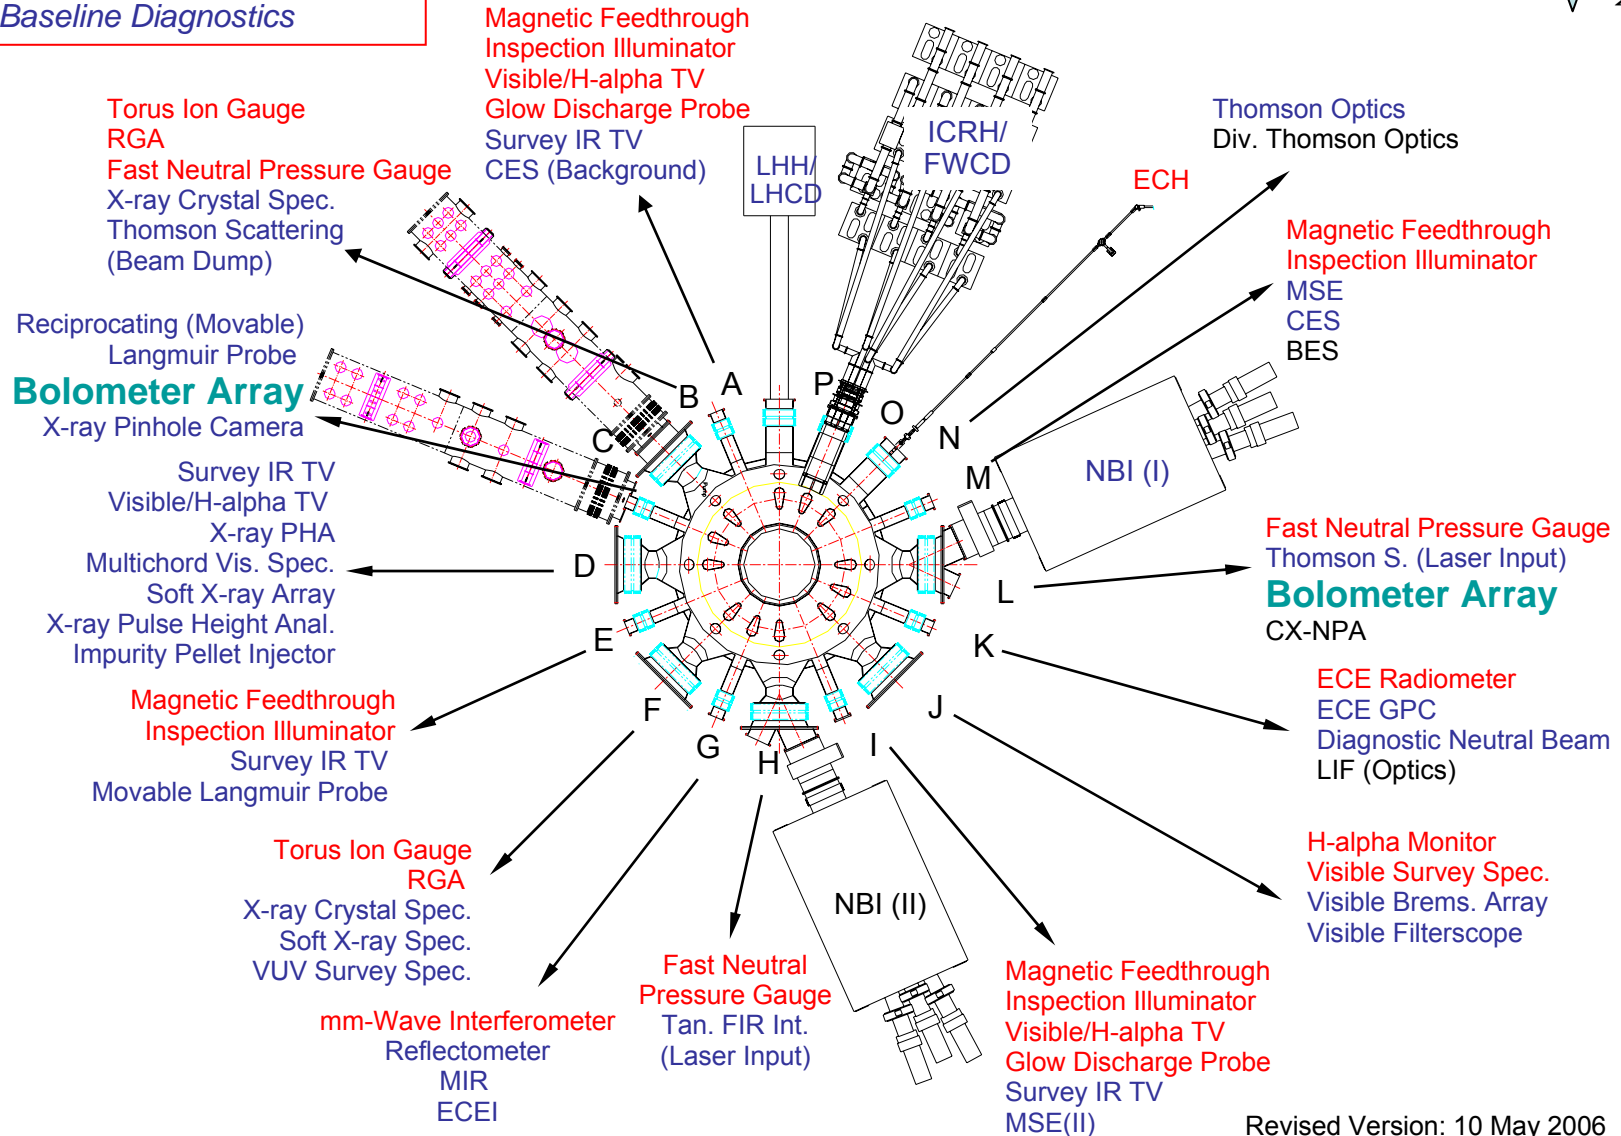 Baseline Diagnostics
Magnetic Feedthrough
Inspection Illuminator
Visible/H-alpha TV
Glow Discharge Probe
Survey IR TV
CES (Background)
Torus Ion Gauge
RGA
Fast Neutral Pressure Gauge
X-ray Crystal Spec.
Thomson Scattering
(Beam Dump)
LHH/
LHCD
ICRH/
FWCD
ECH
Thomson Optics
Div. Thomson Optics
Magnetic Feedthrough
Inspection Illuminator
MSE
CES
BES
Reciprocating (Movable)
Langmuir Probe
Bolometer Array
X-ray Pinhole Camera
A
B
C
P
O
N
M
NBI (I)
Survey IR TV
Visible/H-alpha TV
X-ray PHA
Multichord Vis. Spec.
Soft X-ray Array
X-ray Pulse Height Anal.
Impurity Pellet Injector
D
E
F
G
H
I
J
K
L
Fast Neutral Pressure Gauge
Thomson S. (Laser Input)
Bolometer Array
CX-NPA
ECE Radiometer
ECE GPC
Diagnostic Neutral Beam
LIF (Optics)
Magnetic Feedthrough
Inspection Illuminator
Survey IR TV
Movable Langmuir Probe
Torus Ion Gauge
RGA
X-ray Crystal Spec.
Soft X-ray Spec.
VUV Survey Spec.
mm-Wave Interferometer
Reflectometer
MIR
ECEI
Fast Neutral
Pressure Gauge
Tan. FIR Int.
(Laser Input)
NBI (II)
H-alpha Monitor
Visible Survey Spec.
Visible Brems. Array
Visible Filterscope
Magnetic Feedthrough
Inspection Illuminator
Visible/H-alpha TV
Glow Discharge Probe
Survey IR TV
MSE(II)
Revised Version: 10 May 2006